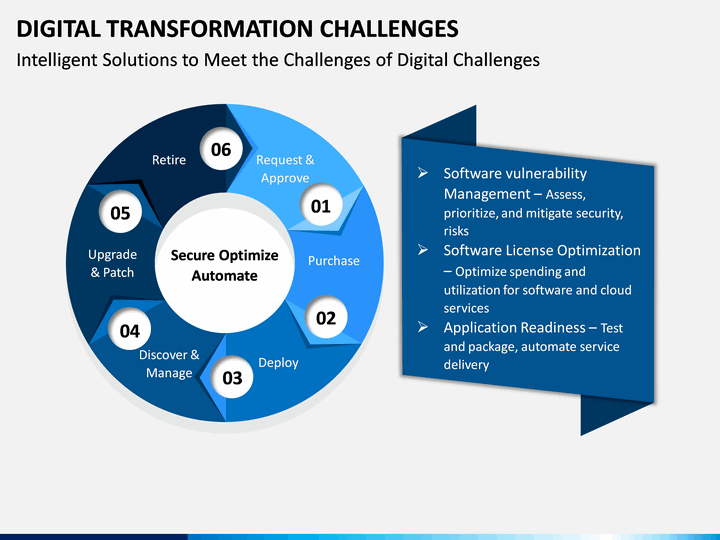 DIGITAL TRANSFORMATION CHALLENGES
Intelligent Solutions to Meet the Challenges of Digital Challenges
06
Retire
Request &
Approve
01
Purchase
02
Deploy
03
Discover &
Manage
04
Upgrade
& Patch
05
Secure Optimize
Automate
➢ Software vulnerability
Management – Assess,
prioritize, and mitigate security,
risks
➢ Software License Optimization
– Optimize spending and
utilization for software and cloud
services
➢ Application Readiness – Test
and package, automate service
delivery